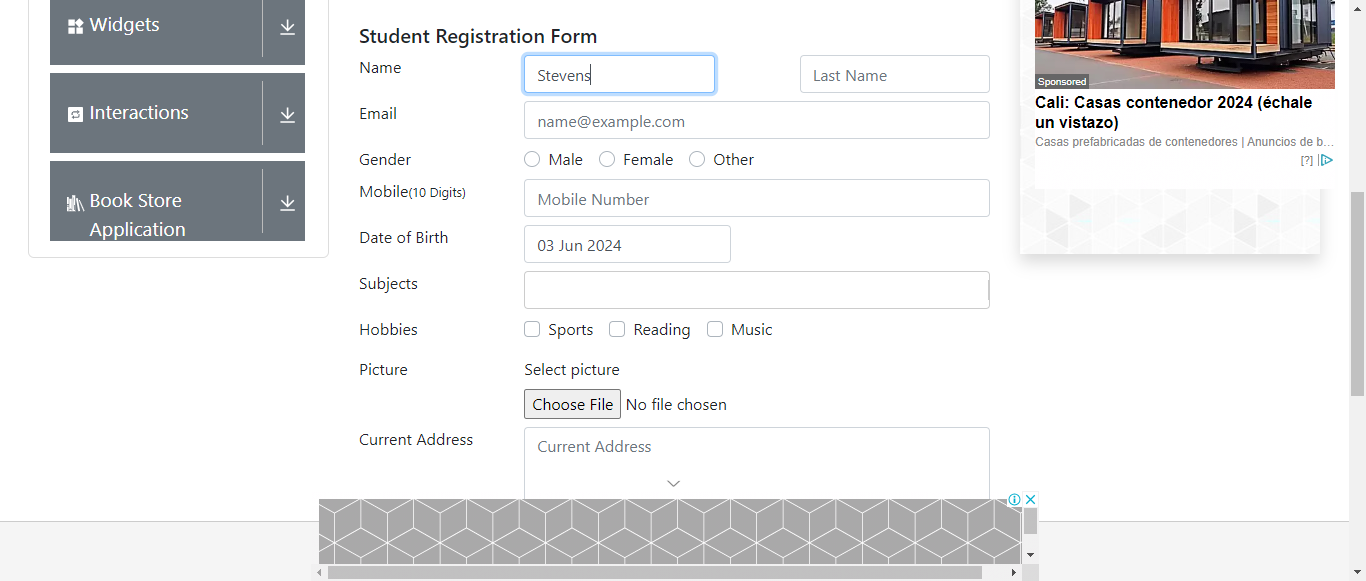 Widgets
Interactions
Book Store
Application
Student Registration Form
Name
Stevens
Last Name
Email
name@example.com
Gender
Male
Female
Other
Mobile(10 Digits)
Mobile Number
Date of Birth
03 Jun 2024
Subjects
Hobbies
Sports
Reading
Music
Picture
Select picture
Choose File No file chosen
Current Address
Current Address
Sponsored
Cali: Casas contenedor 2024 (échale
un vistazo)
Casas prefabricadas de contenedores | Anuncios de b...
[?]